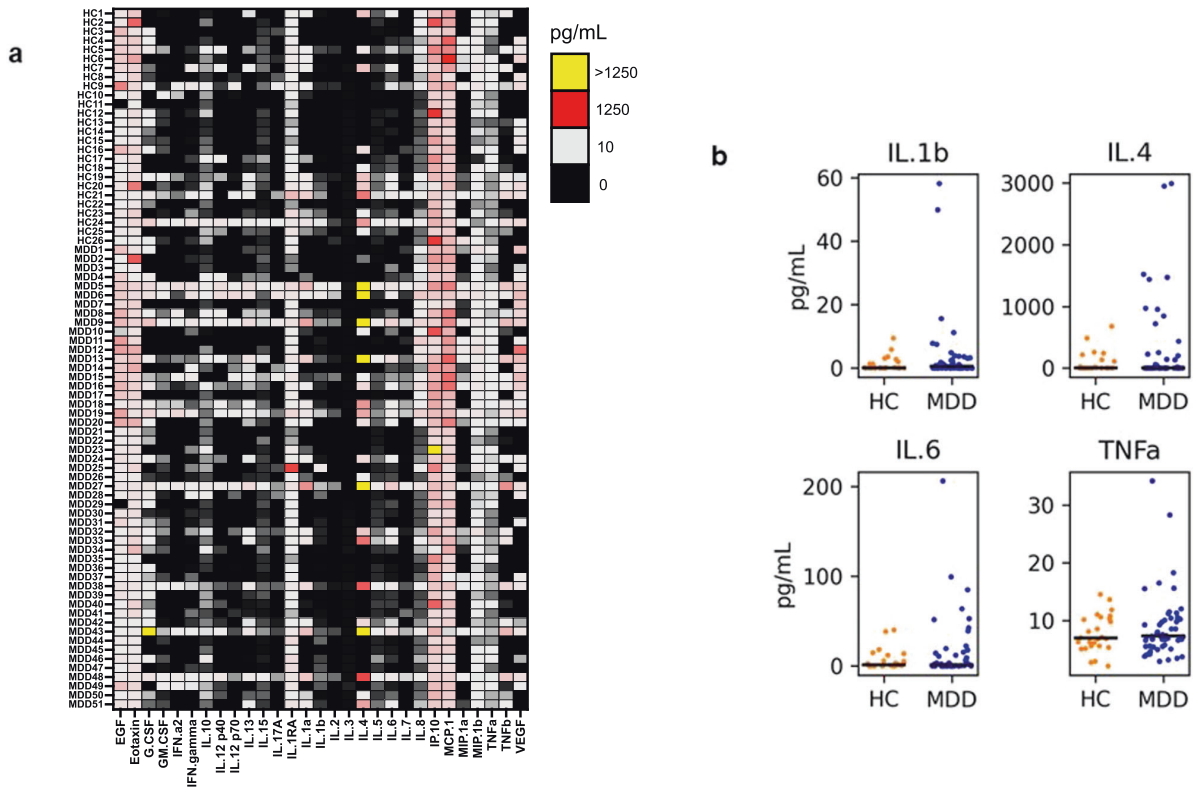 a
pg/mL
>1250
1250
10
0
HC1
HC2
HC3
HC4
HC5
HC6
HC7
HC8
HC9
HC10
HC11
HC12
HC13
HC14
HC15
HC16
HC17
HC18
HC19
HC20
HC21
HC22
HC23
HC24
HC25
HC26
MDD1
MDD2
MDD3
MDD4
MDD5
MDD6
MDD7
MDD8
MDD9
MDD10
MDD11
MDD12
MDD13
MDD14
MDD15
MDD16
MDD17
MDD18
MDD19
MDD20
MDD21
MDD22
MDD23
MDD24
MDD25
MDD26
MDD27
MDD28
MDD29
MDD30
MDD31
MDD32
MDD33
MDD34
MDD35
MDD36
MDD37
MDD38
MDD39
MDD40
MDD41
MDD42
MDD43
MDD44
MDD45
MDD46
MDD47
MDD48
MDD49
MDD50
MDD51
EGF
Eotaxin
G.CSF
GM.CSF
IFN.a2
IFN.gamma
IL.10
IL.12 p40
IL.12 p70
IL.13
IL.15
IL.17A
IL.1RA
IL.1a
IL.1b
IL.2
IL.3
IL.4
IL.5
IL.6
IL.7
IL.8
IP.10
MCP.1
MIP.1a
MIP.1b
TNFa
TNFb
VEGF
b
IL.1b
pg/mL
60
40
20
0
HC MDD
IL.4
3000
2000
1000
0
HC MDD
IL.6
pg/mL
200
100
0
HC MDD
TNFa
30
20
10
HC MDD